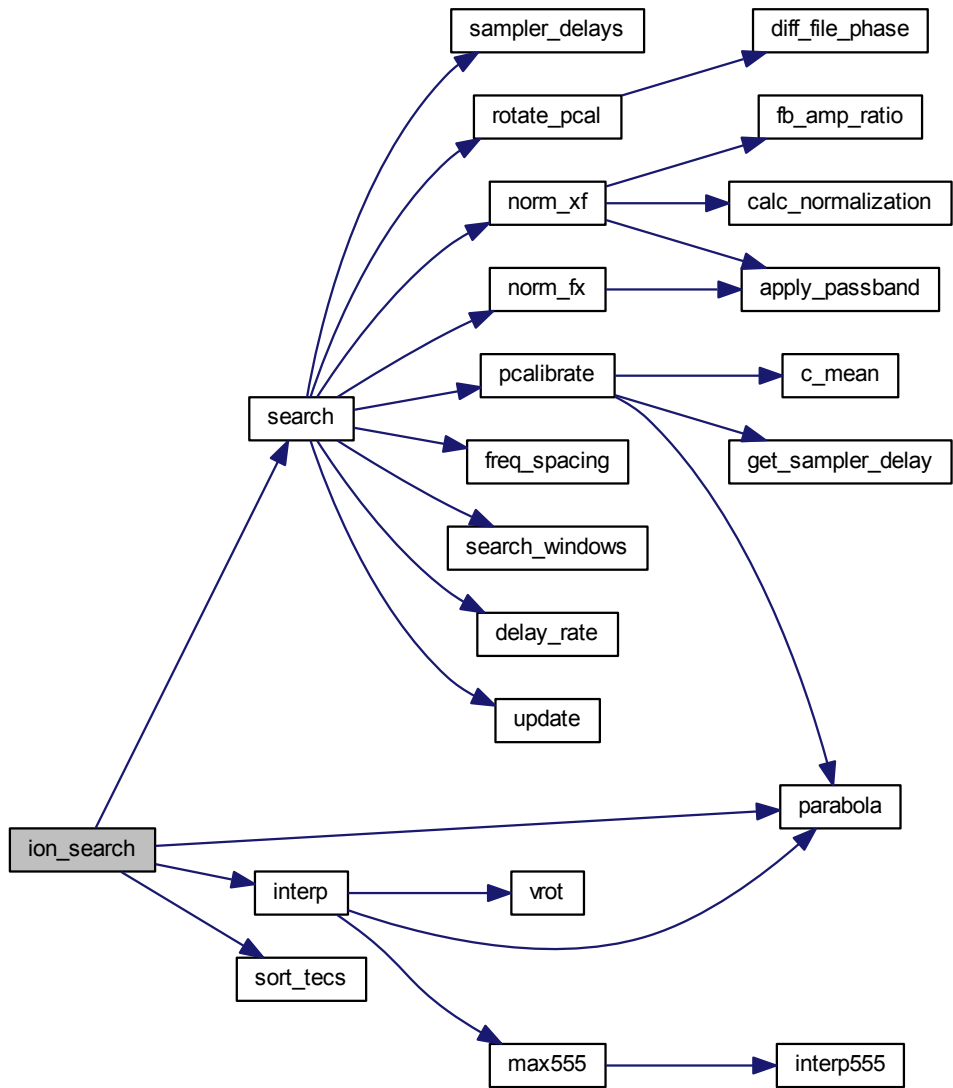 sampler_delays
diff_file_phase
rotate_pcal
fb_amp_ratio
norm_xf
calc_normalization
norm_fx
apply_passband
pcalibrate
c_mean
search
freq_spacing
get_sampler_delay
search_windows
delay_rate
update
parabola
ion_search
interp
vrot
sort_tecs
max555
interp555